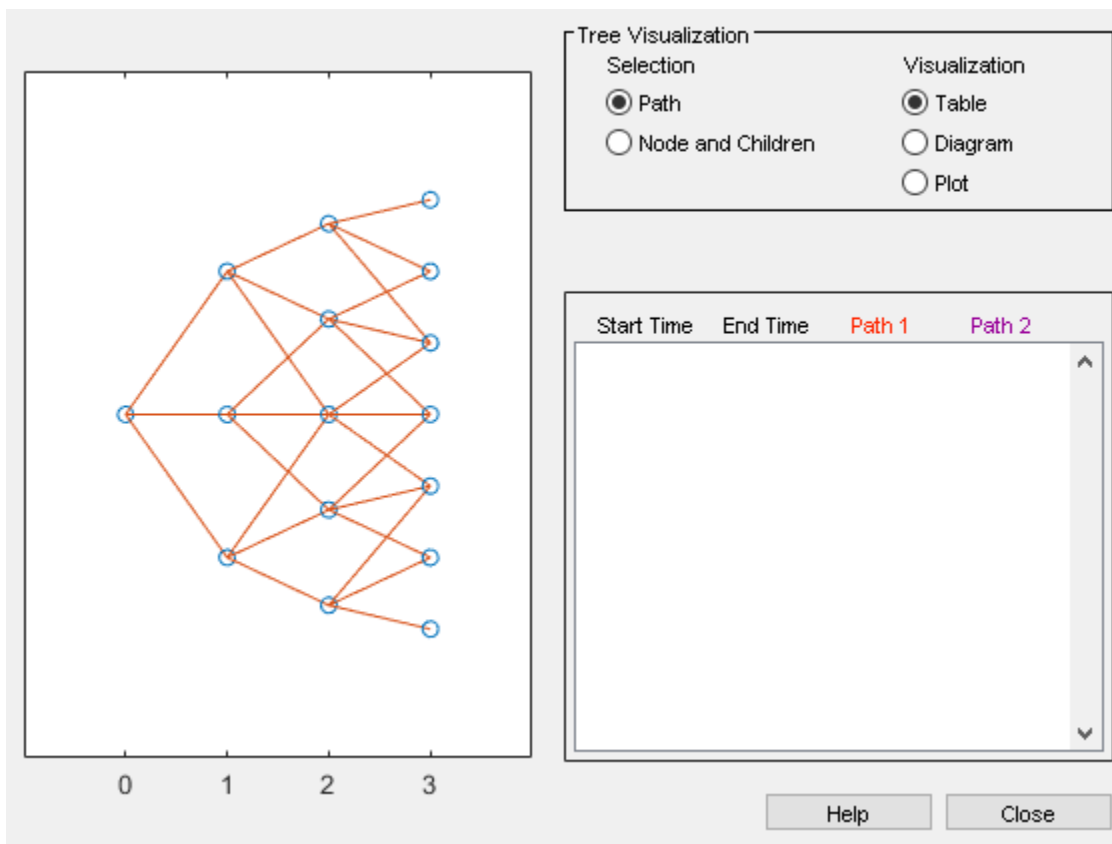 Tree Visualization
Selection
Visualization
Path
Table
Node and Children
Diagram
Plot
Start Time End Time Path 1 Path 2
0 1 2 3
Help Close